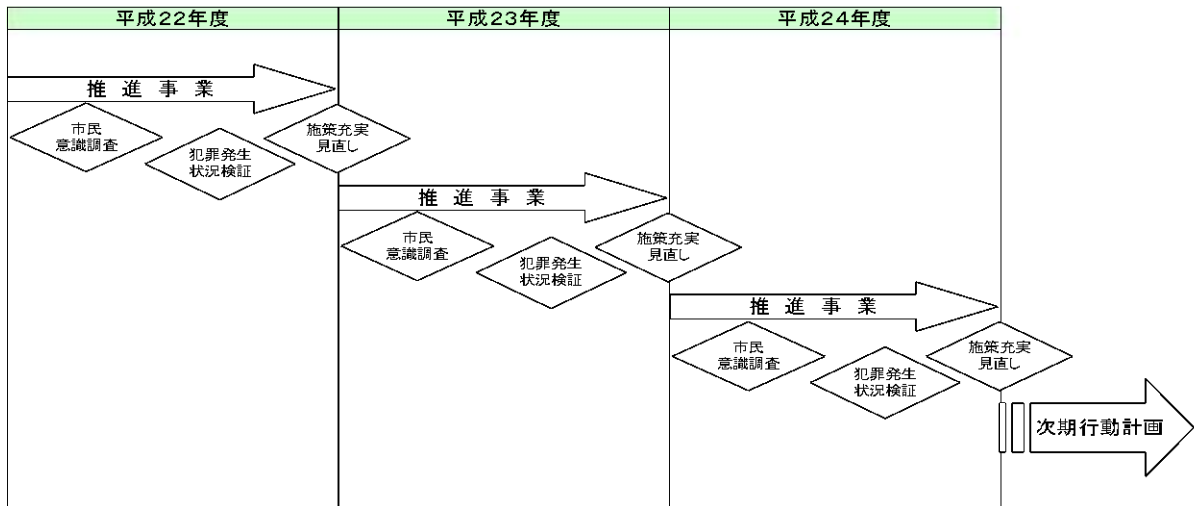 平成22年度
平成23年度
平成24年度
推進事業
市民
意識調査
犯罪発生
状況検証
施策充実
見直し
推進事業
市民
意識調査
犯罪発生
状況検証
施策充実
見直し
推進事業
市民
意識調査
犯罪発生
状況検証
施策充実
見直し
次期行動計画